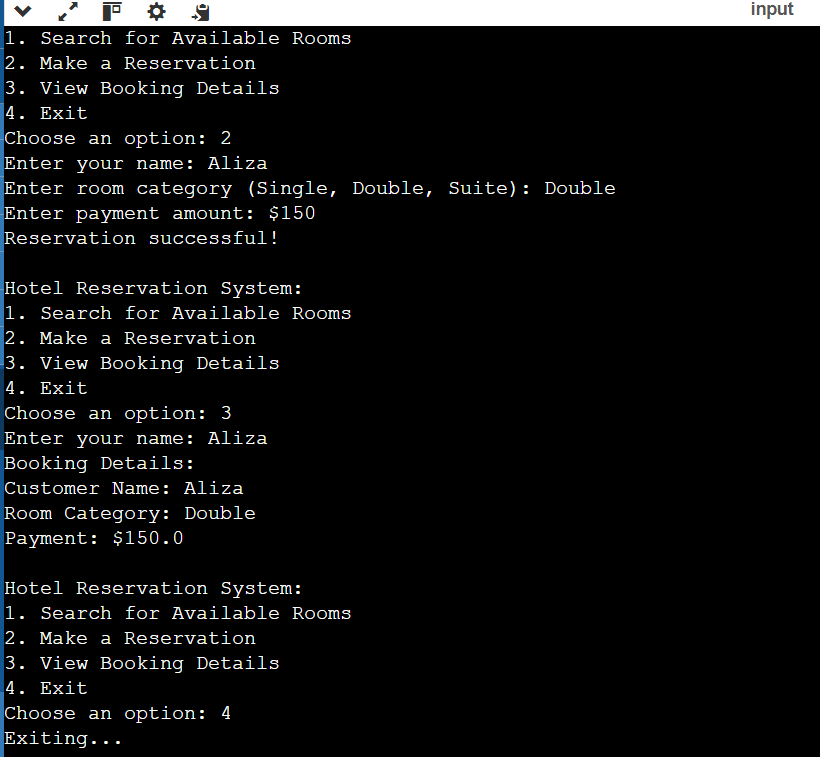 input
1. Search for Available Rooms
2. Make a Reservation
3. View Booking Details
4. Exit
Choose an option: 2
Enter your name: Aliza
Enter room category (Single, Double, Suite): Double
Enter payment amount: $150
Reservation successful!
Hotel Reservation System:
1. Search for Available Rooms
2. Make a Reservation
3. View Booking Details
4. Exit
Choose an option: 3
Enter your name: Aliza
Booking Details:
Customer Name: Aliza
Room Category: Double
Payment: $150.0
Hotel Reservation System:
1. Search for Available Rooms
2. Make a Reservation
3. View Booking Details
4. Exit
Choose an option: 4
Exiting...